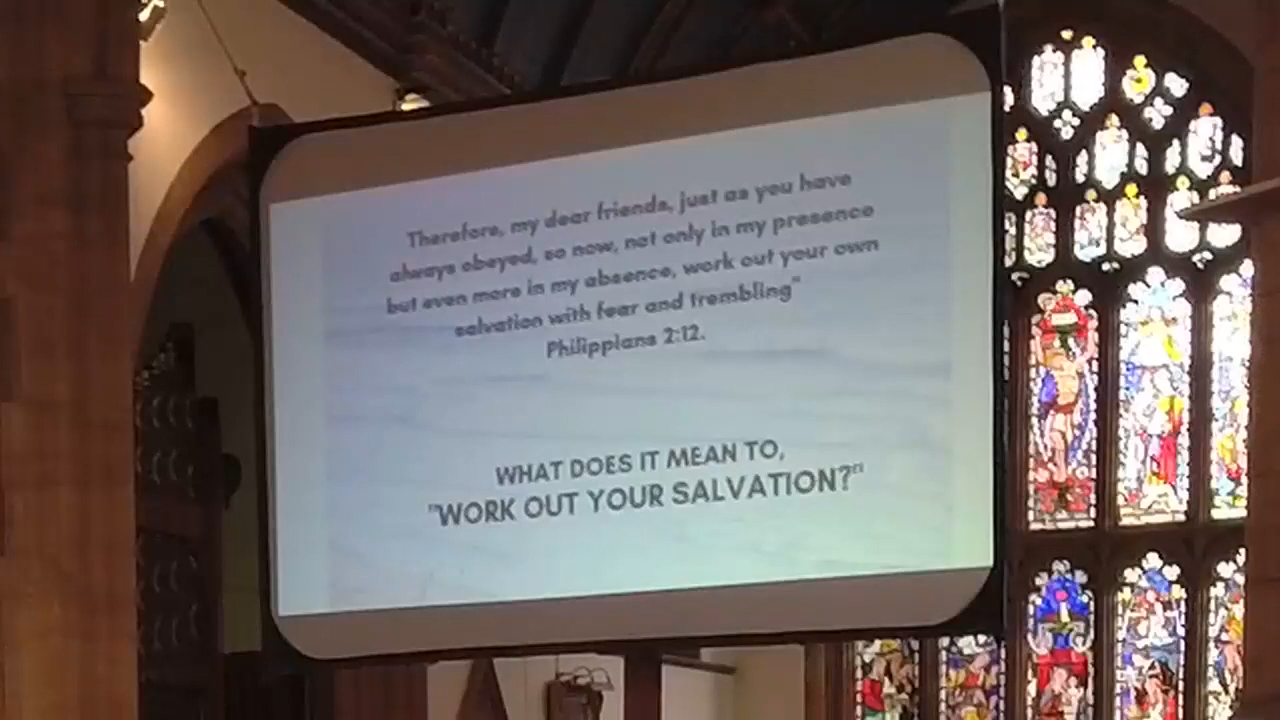 Therefore, my dear friends, just as you have
always obeyed, so now, not only in my presence
but even more in my absence, work out your own
salvation with fear and trembling"
Philippians 2:12.
WHAT DOES IT MEAN TO,
"WORK OUT YOUR SALVATION?"